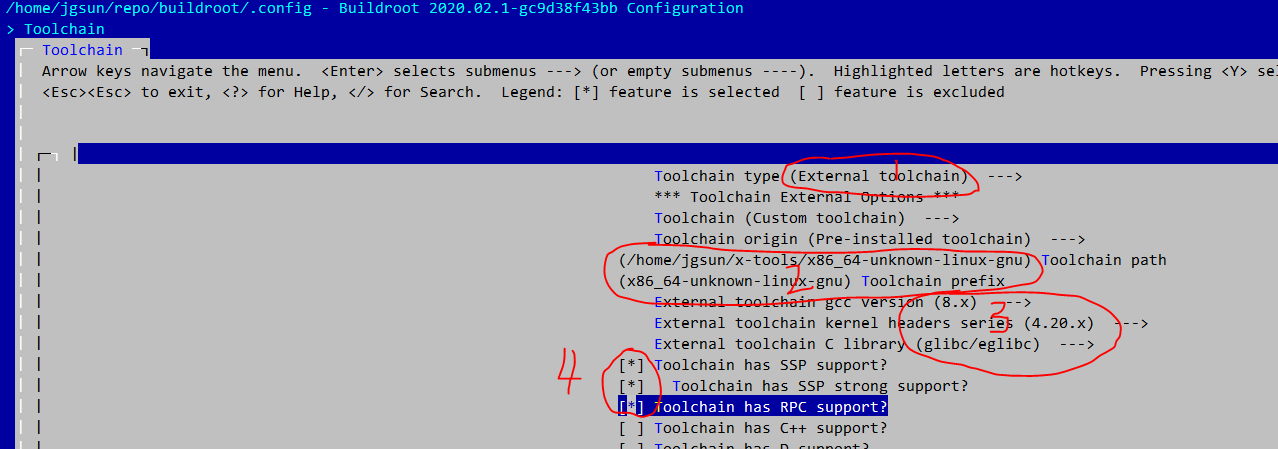 /home/jgsun/repo/buildroot/.config - Buildroot 2020.02.1-gc9d38f43bb Configuration
> Toolchain
Toolchain
Arrow keys navigate the menu.  <Enter> selects submenus ---> (or empty submenus ----).  Highlighted letters are hotkeys.  Pressing <Y> sel
<Esc><Esc> to exit, <?> for Help, </> for Search.  Legend: [*] feature is selected  [ ] feature is excluded
Toolchain type (External toolchain)  --->
1
*** Toolchain External Options ***
Toolchain (Custom toolchain)  --->
Toolchain origin (Pre-installed toolchain)  --->
(/home/jgsun/x-tools/x86_64-unknown-linux-gnu) Toolchain path
(x86_64-unknown-linux-gnu) Toolchain prefix
2
External toolchain gcc version (8.x)  --->
External toolchain kernel headers series (4.20.x)  --->
3
External toolchain C library (glibc/eglibc)  --->
4
[*] Toolchain has SSP support?
[*]   Toolchain has SSP strong support?
[*] Toolchain has RPC support?
[ ] Toolchain has C++ support?
[ ] Toolchain has D support?